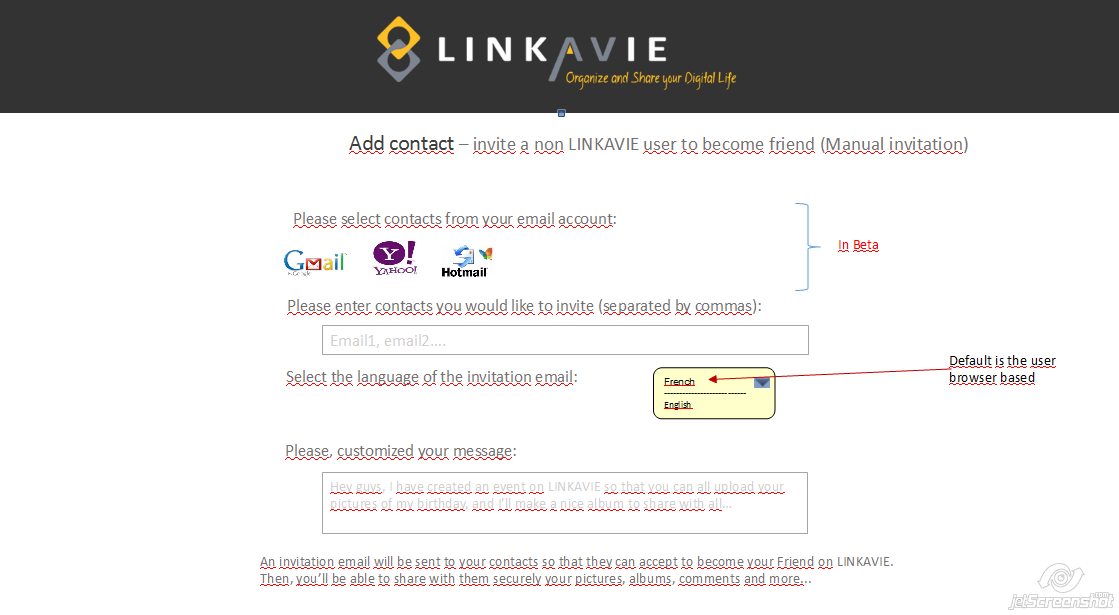 LINKAVIE
Organize and Share your Digital Life
Add contact – invite a non LINKAVIE user to become friend (Manual invitation)
Please select contacts from your email account:
In Beta
Gmail
by Google
Y!
YAHOO!
Hotmail
Please enter contacts you would like to invite (separated by commas):
Email1, email2....
Select the language of the invitation email:
French
English
Default is the user
browser based
Please, customized your message:
Hey guys, I have created an event on LINKAVIE so that you can all upload your
pictures of my birthday, and I'll make a nice album to share with all...
An invitation email will be sent to your contacts so that they can accept to become your Friend on LINKAVIE.
Then, you'll be able to share with them securely your pictures, albums, comments and more...
jetScreenshot.com